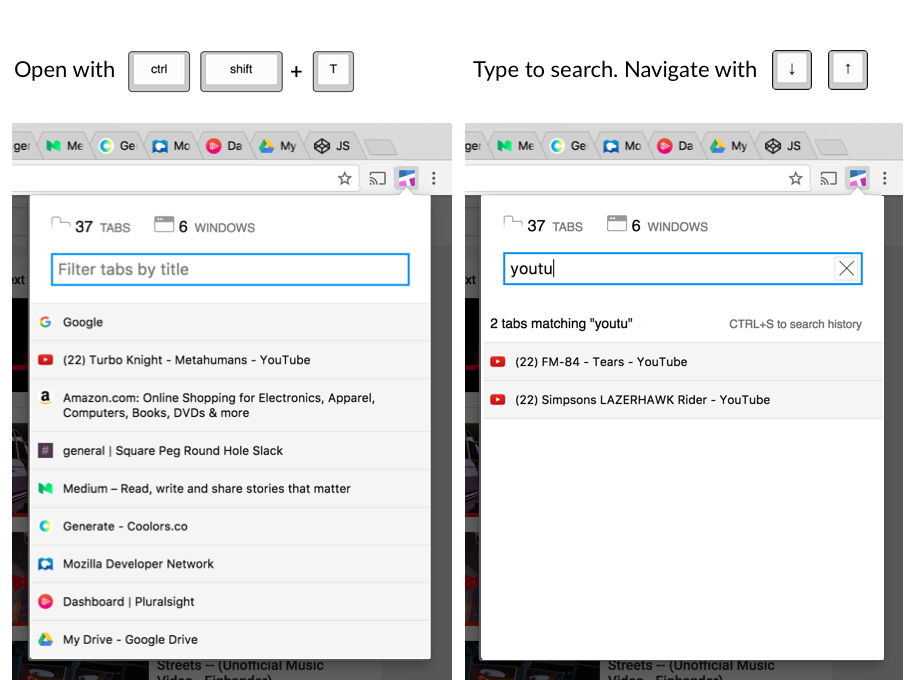 Open with ctrl shift + T
Type to search. Navigate with ↓ ↑
ger Me Ge Mo Da My JS
37 TABS 6 WINDOWS
Filter tabs by title
ext
Google
(22) Turbo Knight - Metahumans - YouTube
Amazon.com: Online Shopping for Electronics, Apparel,
Computers, Books, DVDs & more
general | Square Peg Round Hole Slack
Medium – Read, write and share stories that matter
Generate - Coolors.co
Mozilla Developer Network
Dashboard | Pluralsight
My Drive - Google Drive
Streets -- (Unofficial Music
ger Me Ge Mo Da My JS
37 TABS 6 WINDOWS
youtu
ext
2 tabs matching "youtu" CTRL+S to search history
(22) FM-84 - Tears - YouTube
(22) Simpsons LAZERHAWK Rider - YouTube
Streets -- (Unofficial Music